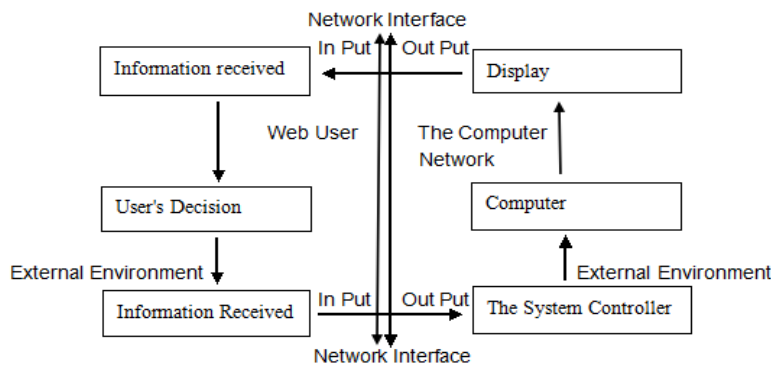 Network Interface
In Put Out Put
Information received Display
Web User The Computer
Network
User's Decision Computer
External Environment External Environment
In Put Out Put
Information Received The System Controller
Network Interface